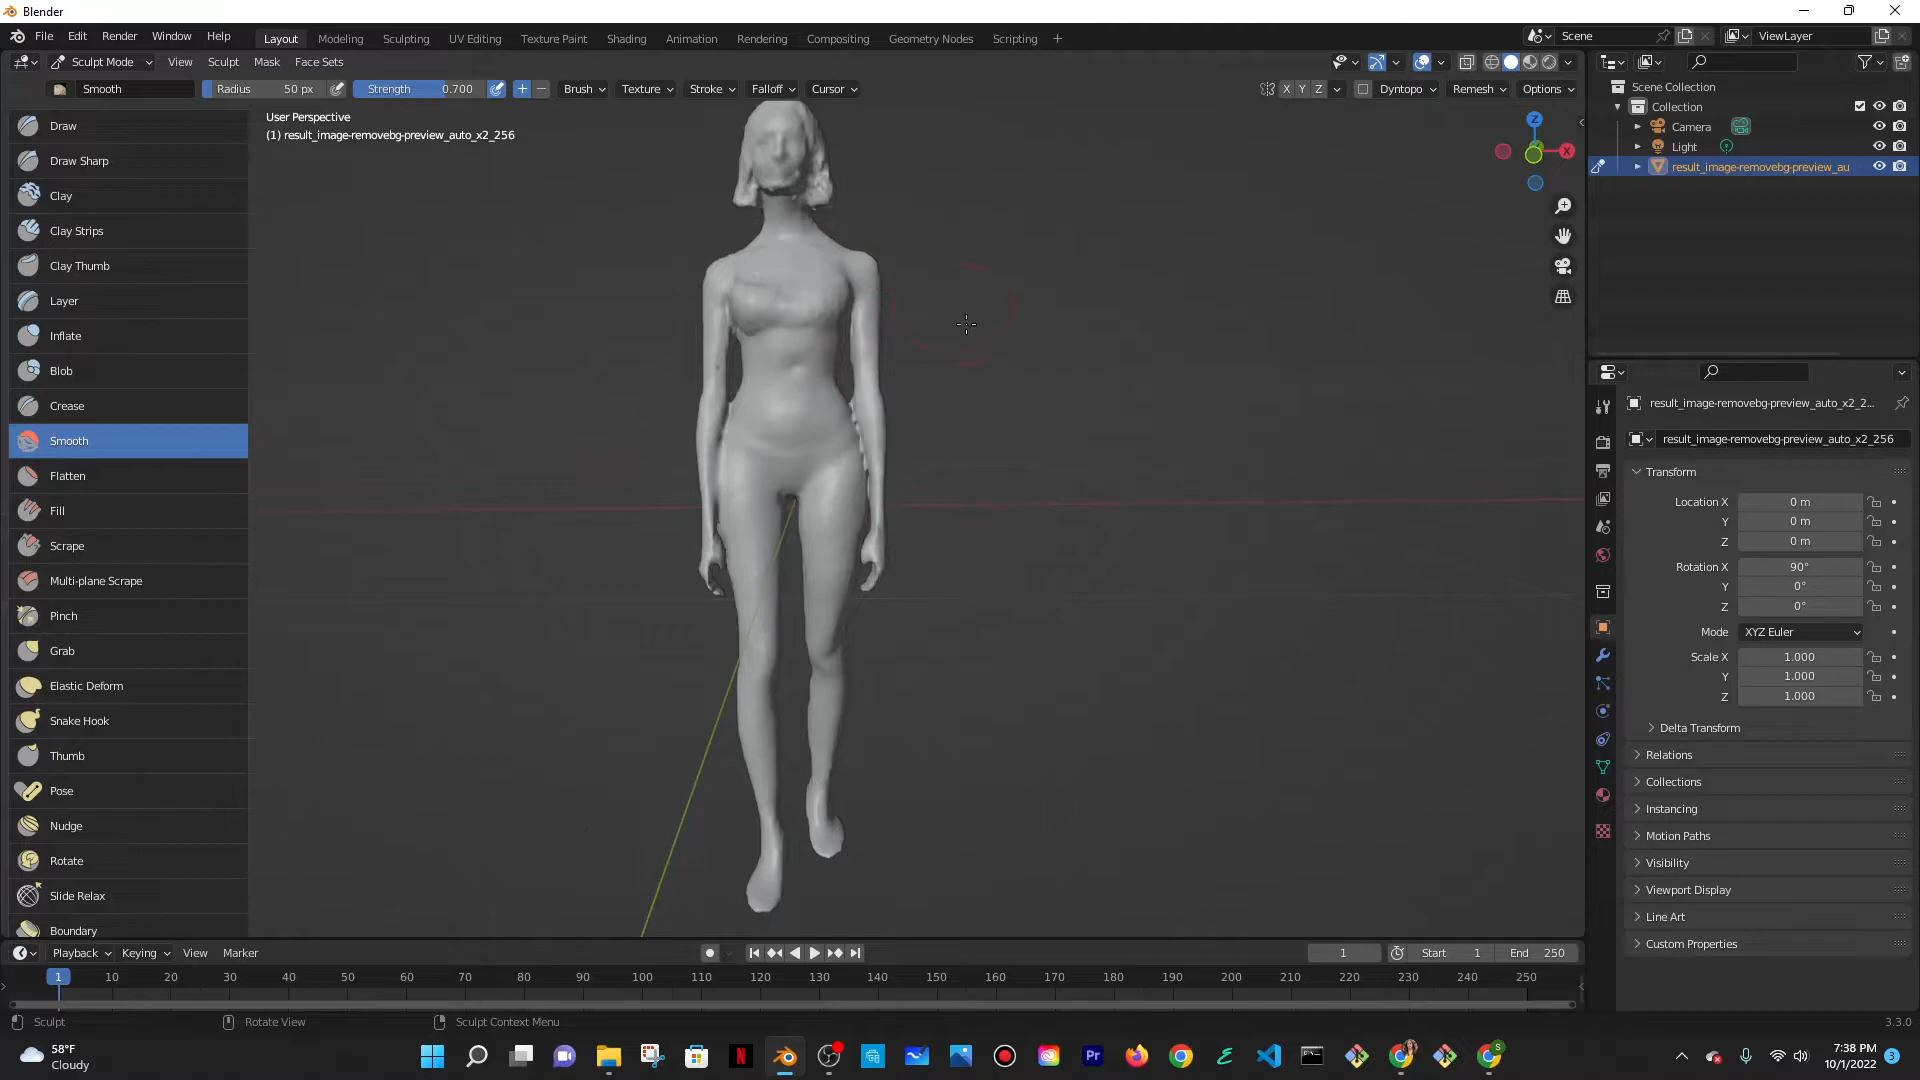 Blender
File Edit Render Window Help
Layout Modeling Sculpting UV Editing Texture Paint Shading Animation Rendering Compositing Geometry Nodes Scripting +
Scene
ViewLayer
Sculpt Mode View Sculpt Mask Face Sets
Smooth Radius 50 px Strength 0.700 Brush Texture Stroke Falloff Cursor X Y Z Dyntopo Remesh Options
User Perspective
(1) result_image-removebg-preview_auto_x2_256
Z
X
Draw
Draw Sharp
Clay
Clay Strips
Clay Thumb
Layer
Inflate
Blob
Crease
Smooth
Flatten
Fill
Scrape
Multi-plane Scrape
Pinch
Grab
Elastic Deform
Snake Hook
Thumb
Pose
Nudge
Rotate
Slide Relax
Boundary
Scene Collection
Collection
Camera
Light
result_image-removebg-preview_au
result_image-removebg-preview_auto_x2_2...
result_image-removebg-preview_auto_x2_256
Transform
Location X 0 m
Y 0 m
Z 0 m
Rotation X 90°
Y 0°
Z 0°
Mode XYZ Euler
Scale X 1.000
Y 1.000
Z 1.000
Delta Transform
Relations
Collections
Instancing
Motion Paths
Visibility
Viewport Display
Line Art
Custom Properties
Playback Keying View Marker
1 Start 1 End 250
1 10 20 30 40 50 60 70 80 90 100 110 120 130 140 150 160 170 180 190 200 210 220 230 240 250
Sculpt Rotate View Sculpt Context Menu
3.3.0
58°F
Cloudy
N
Pr
S
7:38 PM
10/1/2022
3